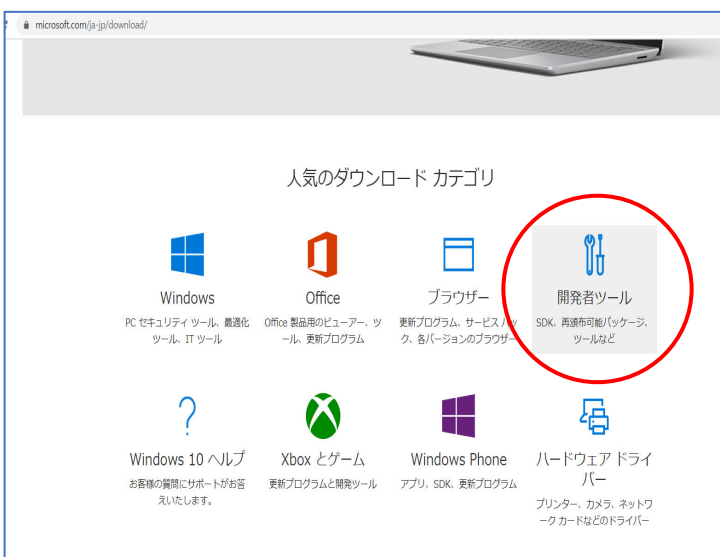 microsoft.com/ja-jp/download/
人気のダウンロード カテゴリ
Windows
PC セキュリティ ツール、最適化
ツール、IT ツール
Office
Office 製品用のビューアー、ツ
ール、更新プログラム
ブラウザー
更新プログラム、サービス パッ
ク、各バージョンのブラウザー
開発者ツール
SDK、再頒布可能パッケージ、
ツールなど
Windows 10 ヘルプ
お客様の質問にサポートがお答
えいたします。
Xbox とゲーム
更新プログラムと開発ツール
Windows Phone
アプリ、SDK、更新プログラム
ハードウェア ドライ
バー
プリンター、カメラ、ネットワ
ーク カードなどのドライバー